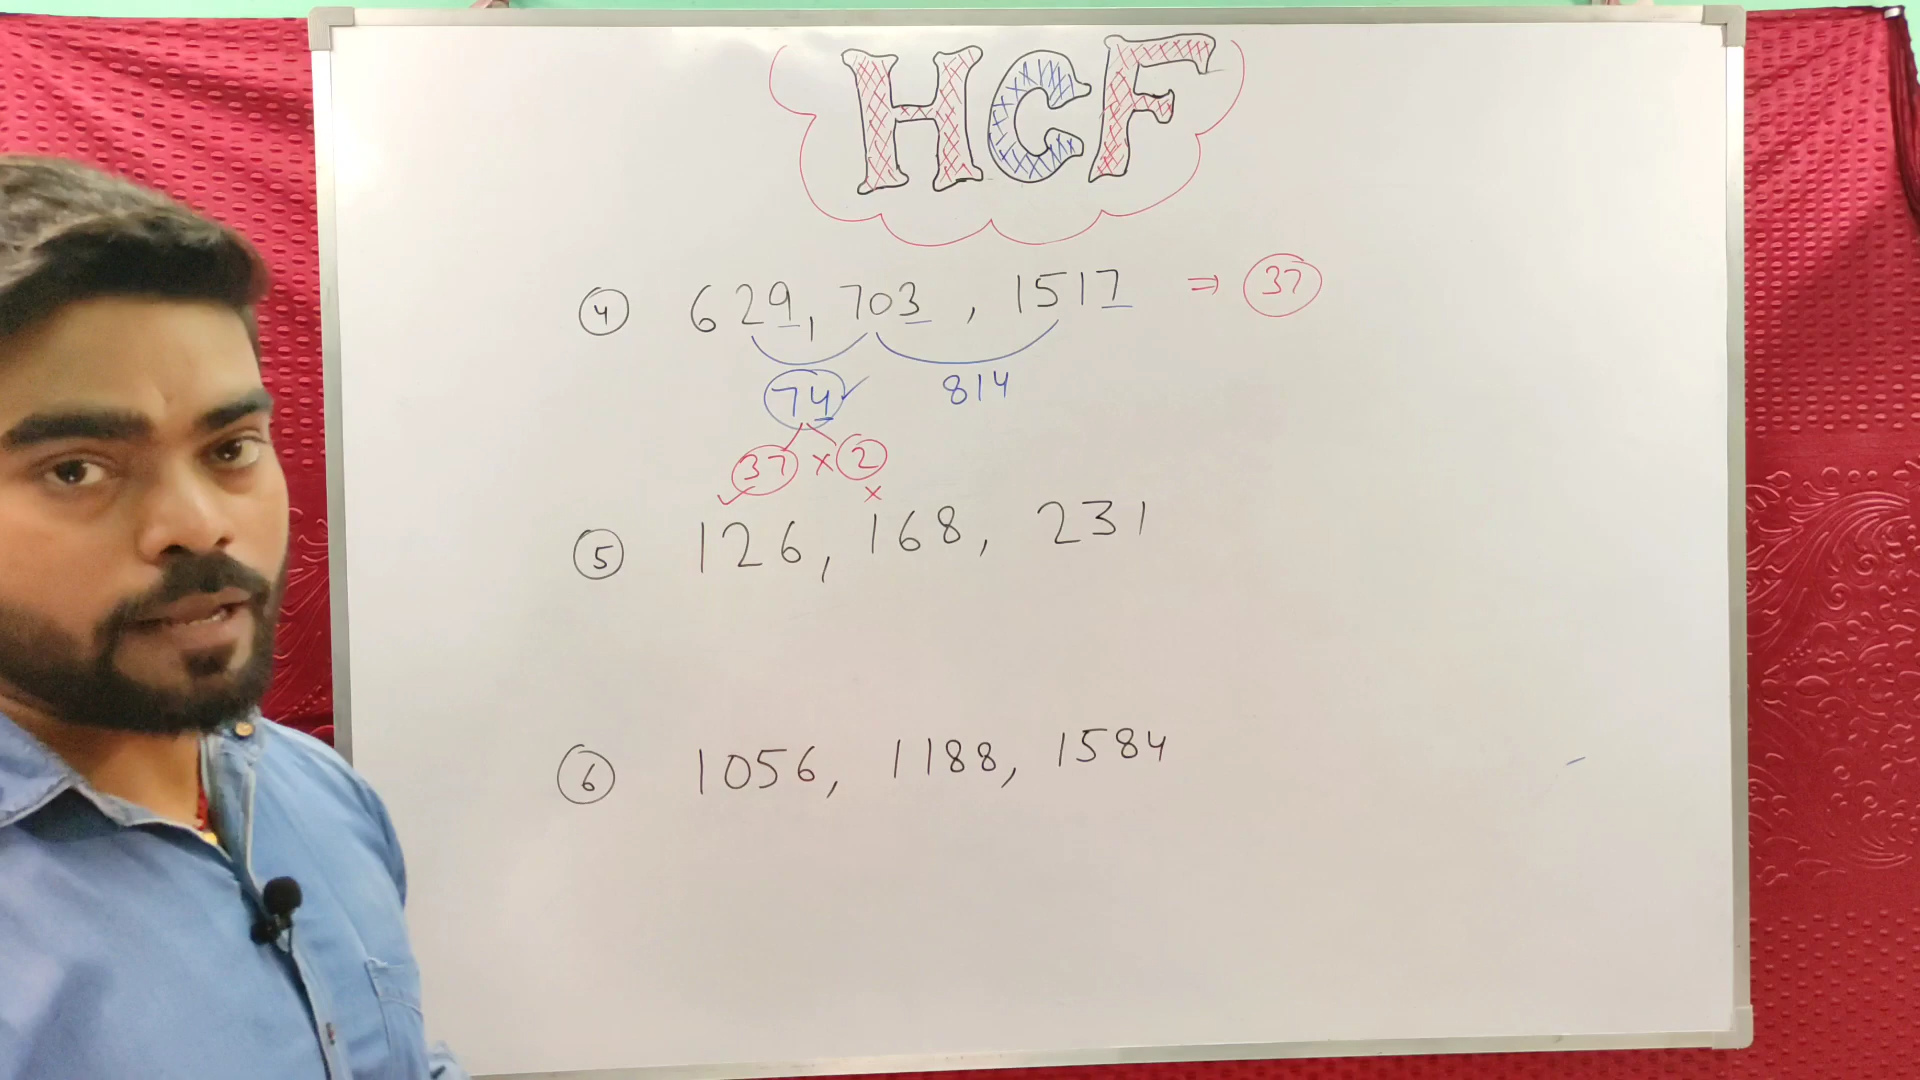 HCF
4 629, 703, 1517 ⇒ 37
74✓ 814
37 × 2
✓ ×
5 126, 168, 231
6 1056, 1188, 1584